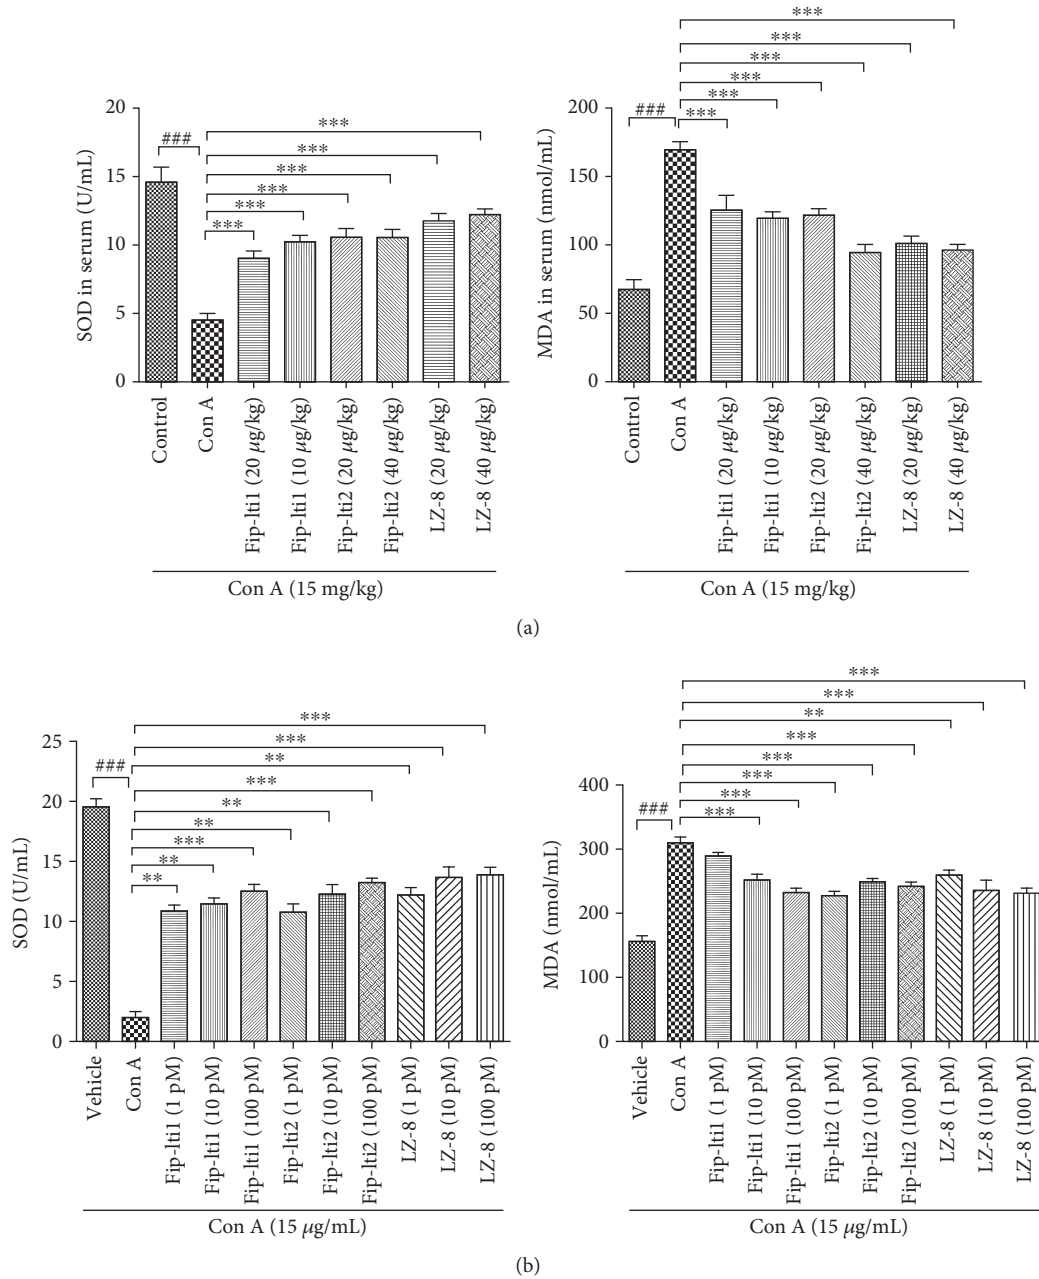 ***
###
***
***
***
***
***
***
20
15
10
5
0
SOD in serum (U/mL)
Control
Con A
Fip-lti1 (20 μg/kg)
Fip-lti1 (10 μg/kg)
Fip-lti2 (20 μg/kg)
Fip-lti2 (40 μg/kg)
LZ-8 (20 μg/kg)
LZ-8 (40 μg/kg)
Con A (15 mg/kg)
***
***
***
***
***
###
***
200
150
100
50
0
MDA in serum (nmol/mL)
Control
Con A
Fip-lti1 (20 μg/kg)
Fip-lti1 (10 μg/kg)
Fip-lti2 (20 μg/kg)
Fip-lti2 (40 μg/kg)
LZ-8 (20 μg/kg)
LZ-8 (40 μg/kg)
Con A (15 mg/kg)
(a)
***
***
**
###
***
**
**
***
**
**
25
20
15
10
5
0
SOD (U/mL)
Vehicle
Con A
Fip-lti1 (1 pM)
Fip-lti1 (10 pM)
Fip-lti1 (100 pM)
Fip-lti2 (1 pM)
Fip-lti2 (10 pM)
Fip-lti2 (100 pM)
LZ-8 (1 pM)
LZ-8 (10 pM)
LZ-8 (100 pM)
Con A (15 μg/mL)
***
***
**
***
***
***
***
###
***
400
300
200
100
0
MDA (nmol/mL)
Vehicle
Con A
Fip-lti1 (1 pM)
Fip-lti1 (10 pM)
Fip-lti1 (100 pM)
Fip-lti2 (1 pM)
Fip-lti2 (10 pM)
Fip-lti2 (100 pM)
LZ-8 (1 pM)
LZ-8 (10 pM)
LZ-8 (100 pM)
Con A (15 μg/mL)
(b)